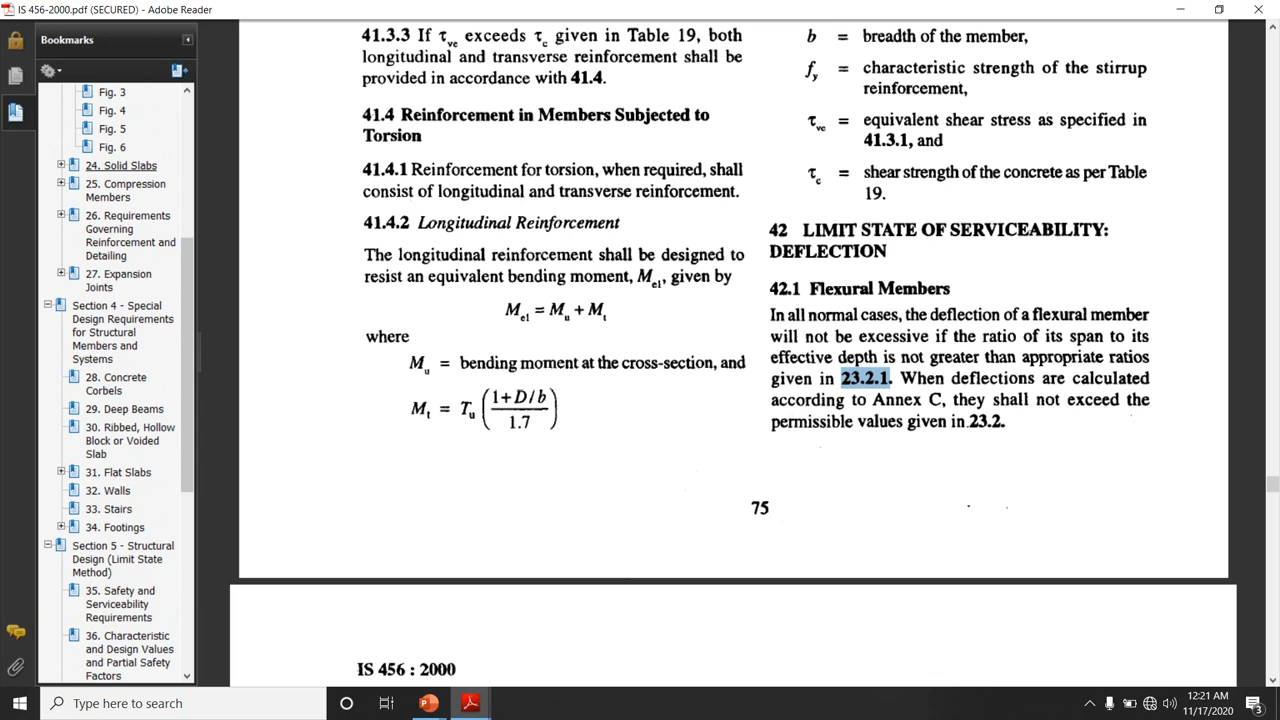 IS 456-2000.pdf (SECURED) - Adobe Reader
Bookmarks
Fig. 3
Fig. 4
Fig. 5
Fig. 6
24. Solid Slabs
25. Compression
Members
26. Requirements
Governing
Reinforcement and
Detailing
27. Expansion
Joints
Section 4 - Special
Design Requirements
for Structural
Members and
Systems
28. Concrete
Corbels
29. Deep Beams
30. Ribbed, Hollow
Block or Voided
Slab
31. Flat Slabs
32. Walls
33. Stairs
34. Footings
Section 5 - Structural
Design (Limit State
Method)
35. Safety and
Serviceability
Requirements
36. Characteristic
and Design Values
and Partial Safety
Factors
41.3.3 If τvc exceeds τc given in Table 19, both
longitudinal and transverse reinforcement shall be
provided in accordance with 41.4.
41.4 Reinforcement in Members Subjected to
Torsion
41.4.1 Reinforcement for torsion, when required, shall
consist of longitudinal and transverse reinforcement.
41.4.2 Longitudinal Reinforcement
The longitudinal reinforcement shall be designed to
resist an equivalent bending moment, Me1, given by
Me1 = Mu + Mt
where
Mu = bending moment at the cross-section, and
Mt = Tu (1+D/b / 1.7)
b = breadth of the member,
fy = characteristic strength of the stirrup
reinforcement,
τvc = equivalent shear stress as specified in
41.3.1, and
τc = shear strength of the concrete as per Table
19.
42 LIMIT STATE OF SERVICEABILITY:
DEFLECTION
42.1 Flexural Members
In all normal cases, the deflection of a flexural member
will not be excessive if the ratio of its span to its
effective depth is not greater than appropriate ratios
given in 23.2.1. When deflections are calculated
according to Annex C, they shall not exceed the
permissible values given in 23.2.
75
IS 456 : 2000
Type here to search
12:21 AM
11/17/2020
3